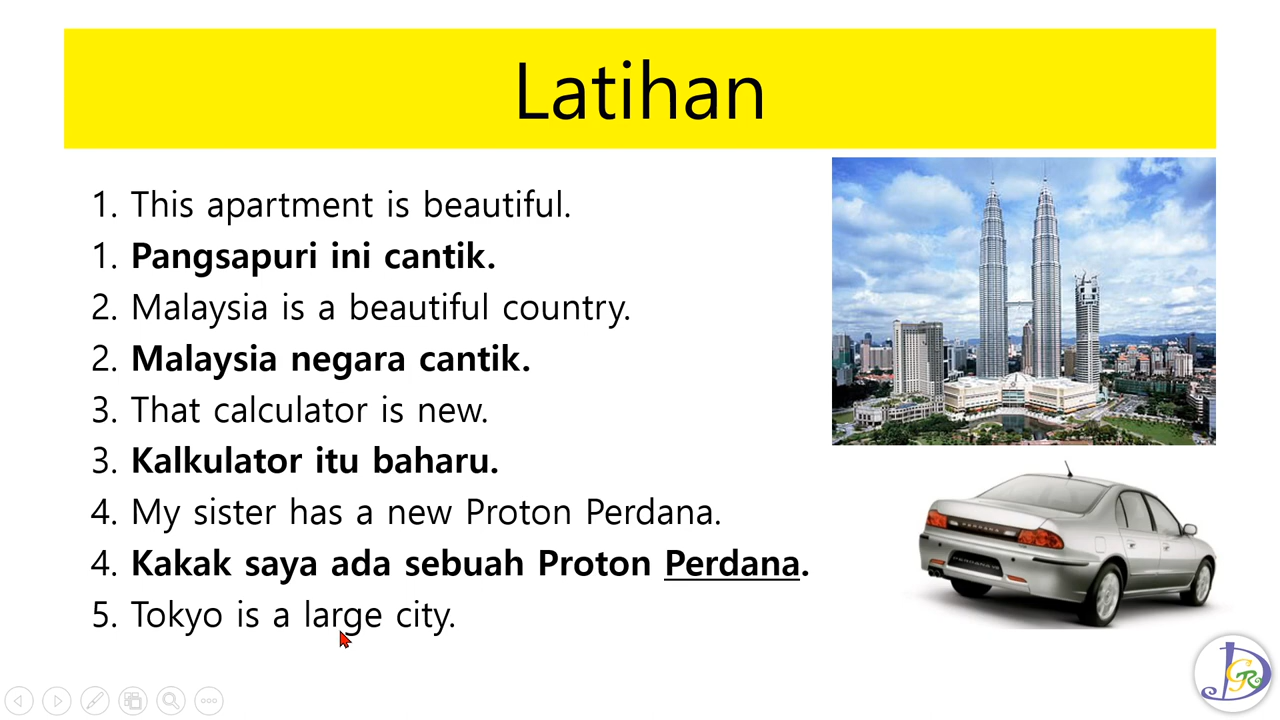 Latihan
1. This apartment is beautiful.
1. Pangsapuri ini cantik.
2. Malaysia is a beautiful country.
2. Malaysia negara cantik.
3. That calculator is new.
3. Kalkulator itu baharu.
4. My sister has a new Proton Perdana.
4. Kakak saya ada sebuah Proton Perdana.
5. Tokyo is a large city.